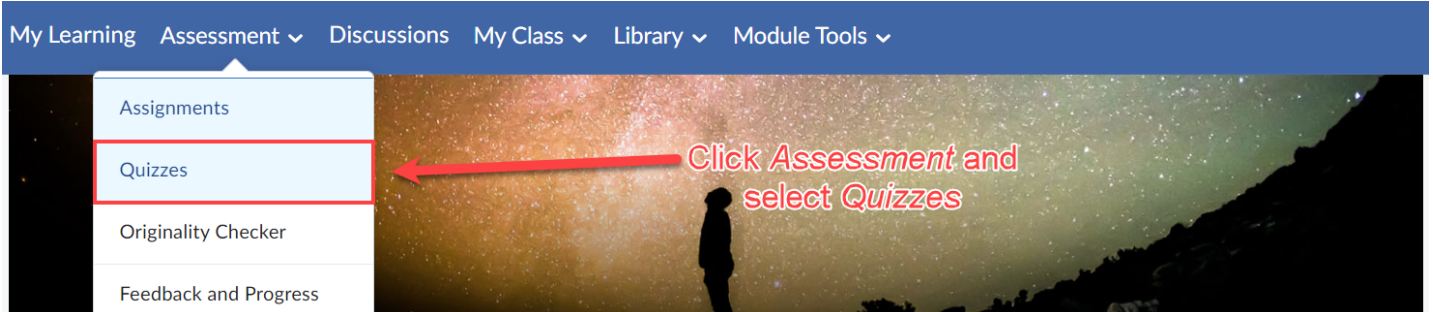 My Learning Assessment Discussions My Class Library Module Tools
Assignments
Quizzes
Originality Checker
Feedback and Progress
Click Assessment and
select Quizzes